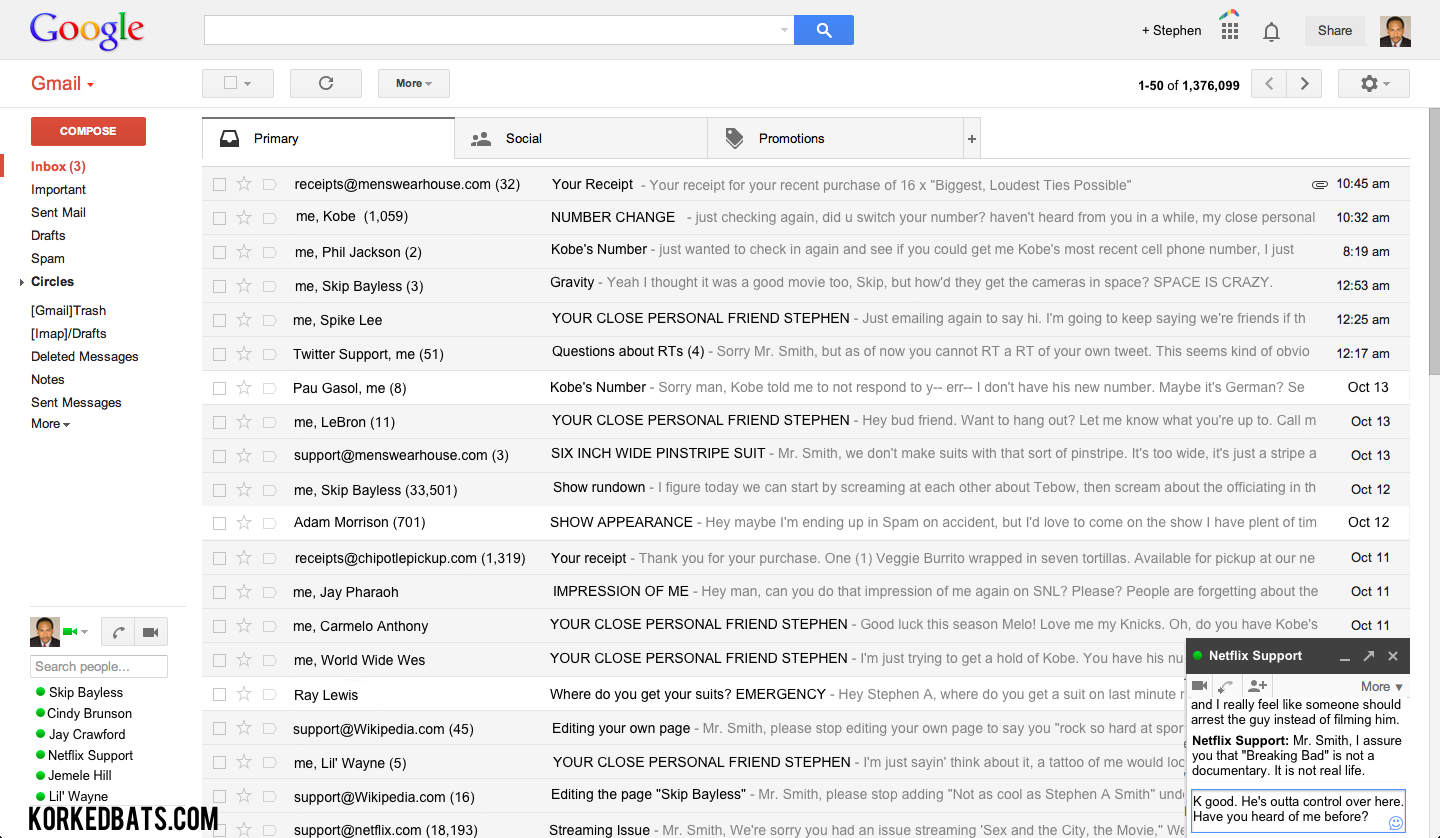 Google
+ Stephen
Share
Gmail
More
1-50 of 1,376,099
COMPOSE
Inbox (3)
Important
Sent Mail
Drafts
Spam
Circles
[Gmail]Trash
[Imap]/Drafts
Deleted Messages
Notes
Sent Messages
More
Search people...
Skip Bayless
Cindy Brunson
Jay Crawford
Netflix Support
Jemele Hill
Lil' Wayne
KORKEDBATS.COM
Primary
Social
Promotions
+
receipts@menswearhouse.com (32) Your Receipt - Your receipt for your recent purchase of 16 x "Biggest, Loudest Ties Possible" 10:45 am
me, Kobe (1,059) NUMBER CHANGE - just checking again, did u switch your number? haven't heard from you in a while, my close personal 10:32 am
me, Phil Jackson (2) Kobe's Number - just wanted to check in again and see if you could get me Kobe's most recent cell phone number, I just 8:19 am
me, Skip Bayless (3) Gravity - Yeah I thought it was a good movie too, Skip, but how'd they get the cameras in space? SPACE IS CRAZY. 12:53 am
me, Spike Lee YOUR CLOSE PERSONAL FRIEND STEPHEN - Just emailing again to say hi. I'm going to keep saying we're friends if th 12:25 am
Twitter Support, me (51) Questions about RTs (4) - Sorry Mr. Smith, but as of now you cannot RT a RT of your own tweet. This seems kind of obvio 12:17 am
Pau Gasol, me (8) Kobe's Number - Sorry man, Kobe told me to not respond to y-- err-- I don't have his new number. Maybe it's German? Se Oct 13
me, LeBron (11) YOUR CLOSE PERSONAL FRIEND STEPHEN - Hey bud friend. Want to hang out? Let me know what you're up to. Call m Oct 13
support@menswearhouse.com (3) SIX INCH WIDE PINSTRIPE SUIT - Mr. Smith, we don't make suits with that sort of pinstripe. It's too wide, it's just a stripe a Oct 13
me, Skip Bayless (33,501) Show rundown - I figure today we can start by screaming at each other about Tebow, then scream about the officiating in th Oct 12
Adam Morrison (701) SHOW APPEARANCE - Hey maybe I'm ending up in Spam on accident, but I'd love to come on the show I have plent of tim Oct 12
receipts@chipotlepickup.com (1,319) Your receipt - Thank you for your purchase. One (1) Veggie Burrito wrapped in seven tortillas. Available for pickup at our ne Oct 11
me, Jay Pharaoh IMPRESSION OF ME - Hey man, can you do that impression of me again on SNL? Please? People are forgetting about the Oct 11
me, Carmelo Anthony YOUR CLOSE PERSONAL FRIEND STEPHEN - Good luck this season Melo! Love me my Knicks. Oh, do you have Kobe's Oct 11
me, World Wide Wes YOUR CLOSE PERSONAL FRIEND STEPHEN - I'm just trying to get a hold of Kobe. You have his nu
Ray Lewis Where do you get your suits? EMERGENCY - Hey Stephen A, where do you get a suit on last minute
support@Wikipedia.com (45) Editing your own page - Mr. Smith, please stop editing your own page to say you "rock so hard at spor
me, Lil' Wayne (5) YOUR CLOSE PERSONAL FRIEND STEPHEN - I'm just sayin' think about it, a tattoo of me would loo
support@Wikipedia.com (16) Editing the page "Skip Bayless" - Mr. Smith, please stop adding "Not as cool as Stephen A Smith" und
support@netflix.com (18,193) Streaming Issue - Mr. Smith, We're sorry you had an issue streaming 'Sex and the City, the Movie," We
Netflix Support
More
and I really feel like someone should
arrest the guy instead of filming him.
Netflix Support: Mr. Smith, I assure
you that "Breaking Bad" is not a
documentary. It is not real life.
K good. He's outta control over here.
Have you heard of me before?